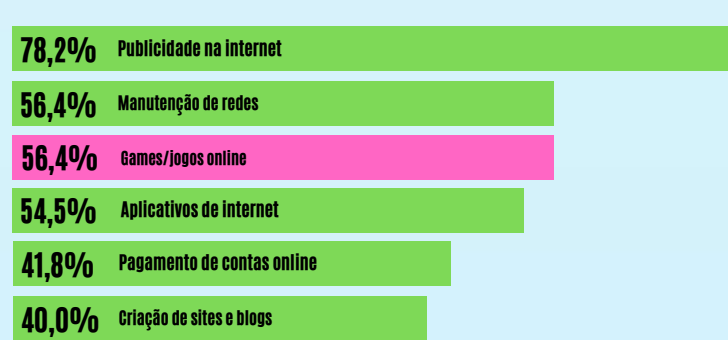 78,2% Publicidade na internet
56,4% Manutenção de redes
56,4% Games/jogos online
54,5% Aplicativos de internet
41,8% Pagamento de contas online
40,0% Criação de sites e blogs